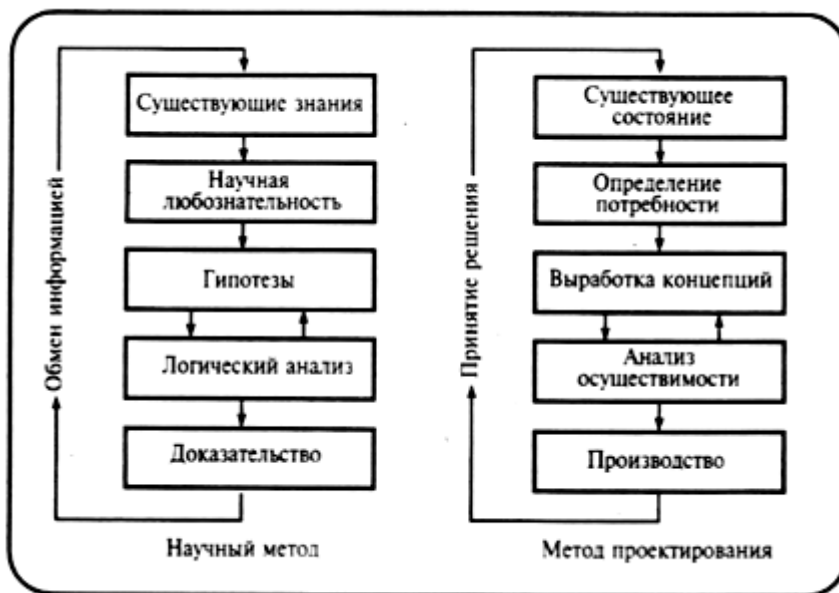 Обмен информацией
Существующие знания
Научная
любознательность
Гипотезы
Логический анализ
Доказательство
Научный метод
Принятие решения
Существующее
состояние
Определение
потребности
Выработка концепций
Анализ
осуществимости
Производство
Метод проектирования